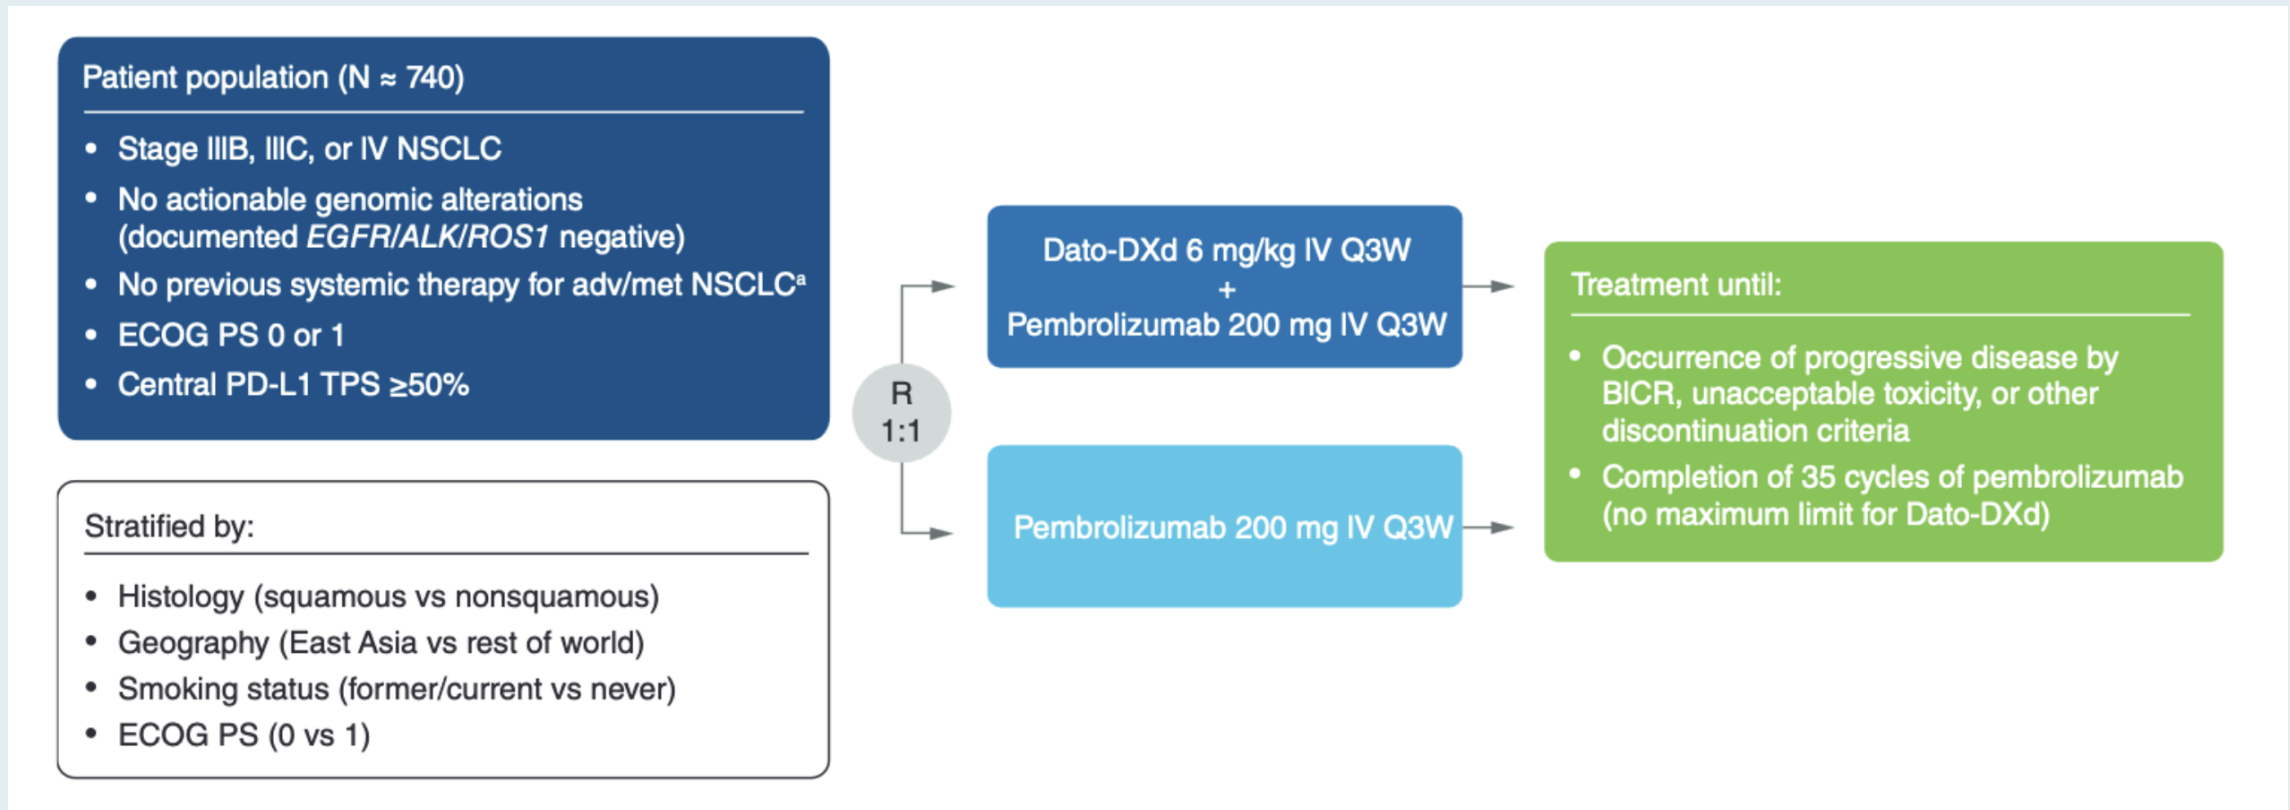 Patient population (N ≈ 740)
• Stage IIIB, IIIC, or IV NSCLC
• No actionable genomic alterations
(documented EGFR/ALK/ROS1 negative)
• No previous systemic therapy for adv/met NSCLCᵃ
• ECOG PS 0 or 1
• Central PD-L1 TPS ≥50%
Stratified by:
• Histology (squamous vs nonsquamous)
• Geography (East Asia vs rest of world)
• Smoking status (former/current vs never)
• ECOG PS (0 vs 1)
R
1:1
Dato-DXd 6 mg/kg IV Q3W
+
Pembrolizumab 200 mg IV Q3W
Pembrolizumab 200 mg IV Q3W
Treatment until:
• Occurrence of progressive disease by
BICR, unacceptable toxicity, or other
discontinuation criteria
• Completion of 35 cycles of pembrolizumab
(no maximum limit for Dato-DXd)